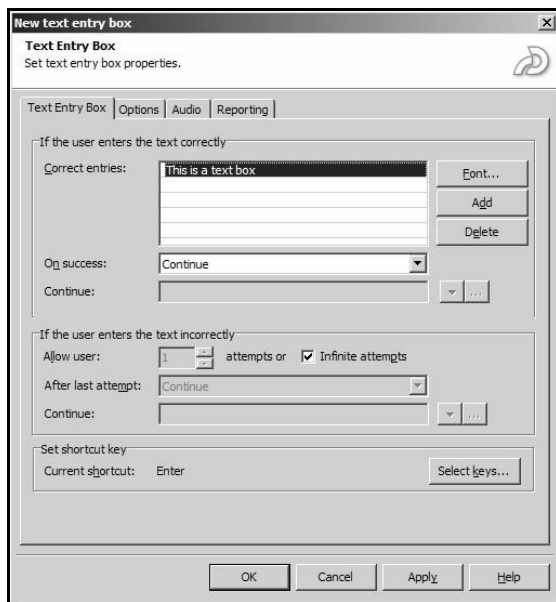 New text entry box
Text Entry Box
Set text entry box properties.
Text Entry Box Options Audio Reporting
If the user enters the text correctly
Correct entries: This is a text box Font...
Add
Delete
On success: Continue
Continue: ...
If the user enters the text incorrectly
Allow user: 1 attempts or Infinite attempts
After last attempt: Continue
Continue: ...
Set shortcut key
Current shortcut: Enter Select keys...
OK Cancel Apply Help